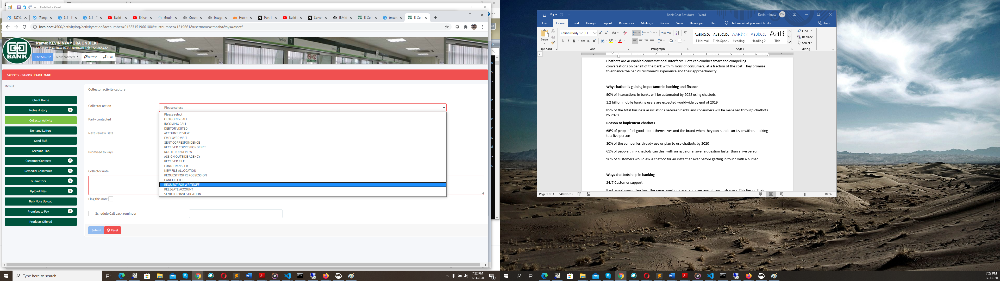 Untitled - Paint
127.0.
(flang
3.1 - F
3.1 - T
Build
Enhan
Gettin
Create
Integr
How t
Part 1
Build
Server
IBMid
E-Coll
(mtan
E-Coll
localhost:4500/activitylog/activityaction?accnumber=016E3151966100&custnumber=1519661&username=tmasha&sys=assetf
Teller 1
Teller 1
BANK
Name: KEVIN NYAMORA ONDIEKI
Address: P. O. BOX 76386 NAIROBI Tel: 0723565732
0723565732
More contacts
refresh
Dial
Current Account Plan: NONE
Menus
Client Home
Notes History 0
Collector Activity
Demand Letters
Send SMS
Account Plan
Customer Contacts 0
Remedial Collaterals 0
Guarantors 0
Upload Files 0
Bulk Note Upload
Promises to Pay 0
Products Offered
Collector activity capture
Collector action
Please select
Please select
OUTGOING CALL
INCOMING CALL
DEBTOR VISITED
ACCOUNT REVIEW
EMPLOYER VISIT
SENT CORRESPONDENCE
RECEIVED CORRESPONDENCE
ROUTE FOR REVIEW
ASSIGN OUTSIDE AGENCY
RECEIVED FILE
FUND TRANSFER
NEW FILE ALLOCATION
REQUEST FOR REPOSSESSION
CANCELLED IPF
REQUEST FOR WRITEOFF
RELEGATE ACCOUNT
SEND FOR INVESTIGATION
Party contacted
Next Review Date
Promised to Pay?
Collector note
Flag this note
Schedule Call back reminder
Submit
Reset
Type here to search
7:22 PM
17-Jul-20
Bank Chat Bot.docx - Word
Kevin miguta
KM
File Home Insert Design Layout References Mailings Review View Developer Help Tell me what you want to do
Share
Paste
Clipboard
Calibri (Body
11
Font
Paragraph
AaBbCcDc
¶ Normal
AaBbCcDc
¶ No Spac...
AaBbCc
Heading 1
AaBbCcE
Heading 2
AaB
Title
Styles
Find
Replace
Select
Editing
Chatbots are AI enabled conversational interfaces. Bots can conduct smart and compelling
conversations on behalf of the bank with millions of consumers, at a fraction of the cost. They promise
to enhance the bank's customer's experience and their approachability.
Why chatbot is gaining importance in banking and finance
90% of interactions in banks will be automated by 2022 using chatbots
1.2 billion mobile banking users are expected worldwide by end of 2019
85% of the total business associations between banks and consumers will be managed through chatbots
by 2020
Reason to implement chatbots
65% of people feel good about themselves and the brand when they can handle an issue without talking
to a live person
80% of the companies already use or plan to use chatbots by 2020
61% of people think chatbots can deal with an issue or answer a question faster than a live person
96% of customers would ask a chatbot for an instant answer before getting in touch with a human
Ways chatbots help in banking
24/7 Customer support
Bank employees often hear the same questions over and over again from customers. This ties up their
Page 1 of 3
640 words
100%
7:22 PM
17-Jul-20